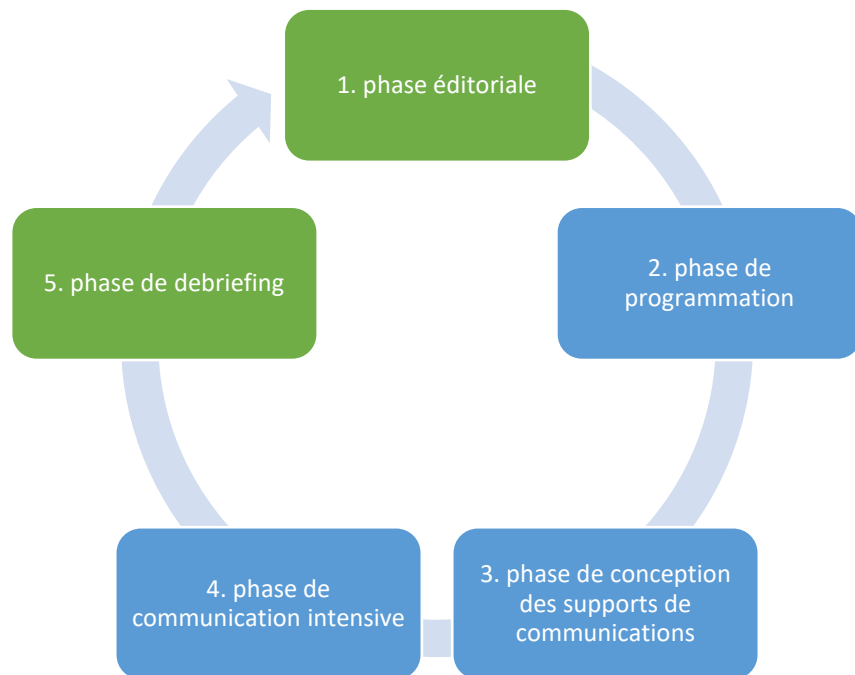 1. phase éditoriale
2. phase de
programmation
3. phase de conception
des supports de
communications
4. phase de
communication intensive
5. phase de debriefing